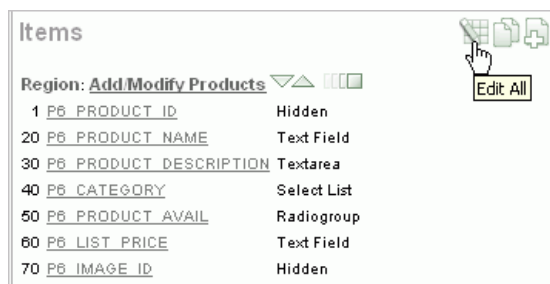 Items
Edit All
Region: Add/Modify Products
1 P6_PRODUCT_ID Hidden
20 P6_PRODUCT_NAME Text Field
30 P6_PRODUCT_DESCRIPTION Textarea
40 P6_CATEGORY Select List
50 P6_PRODUCT_AVAIL Radiogroup
60 P6_LIST_PRICE Text Field
70 P6_IMAGE_ID Hidden